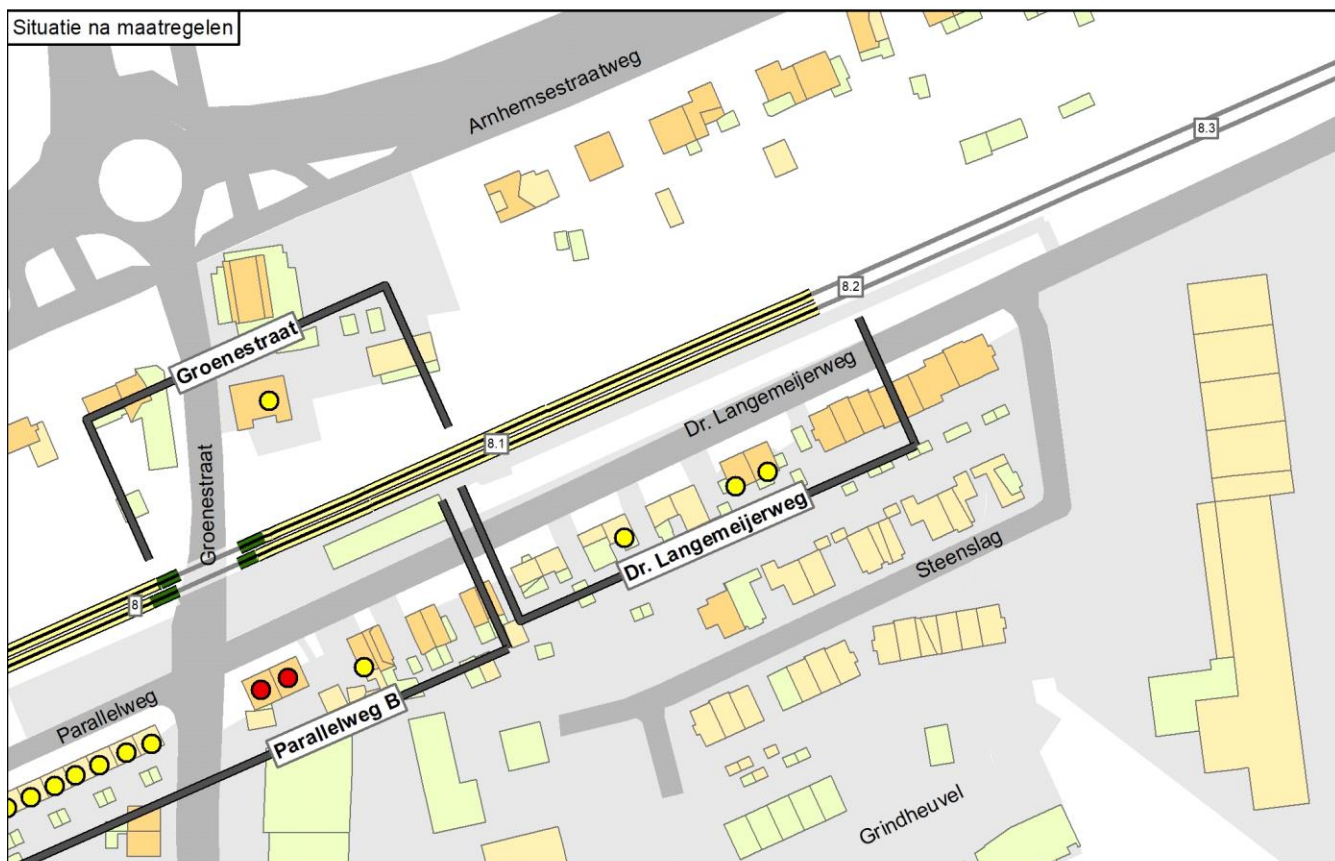 Situatie na maatregelen
Arnhemsestraatweg
8.3
8.2
Groenestraat
Dr. Langemeijerweg
8.1
Groenestraat
Dr. Langemeijerweg
Steenslag
8
Parallelweg
Parallelweg B
Grindheuvel